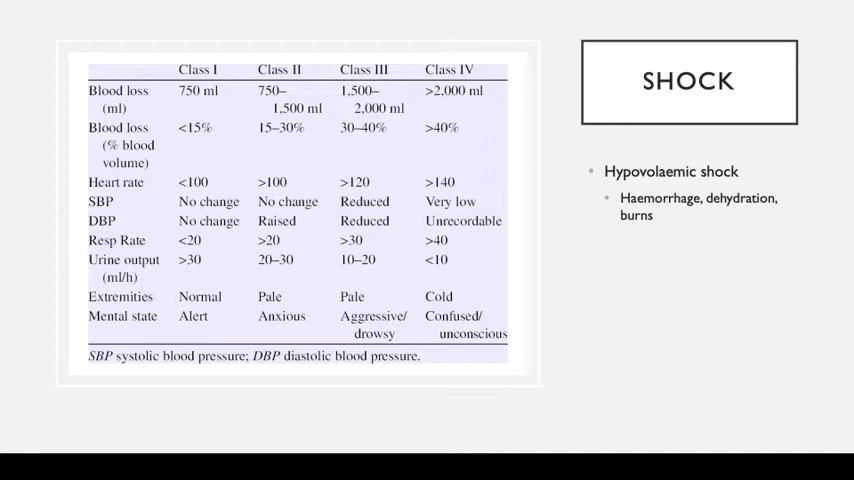 Class I Class II Class III Class IV
Blood loss 750 ml 750– 1,500– >2,000 ml
(ml) 1,500 ml 2,000 ml
Blood loss <15% 15–30% 30–40% >40%
(% blood
volume)
Heart rate <100 >100 >120 >140
SBP No change No change Reduced Very low
DBP No change Raised Reduced Unrecordable
Resp Rate <20 >20 >30 >40
Urine output >30 20–30 10–20 <10
(ml/h)
Extremities Normal Pale Pale Cold
Mental state Alert Anxious Aggressive/ Confused/
drowsy unconscious
SBP systolic blood pressure; DBP diastolic blood pressure.
SHOCK
• Hypovolaemic shock
• Haemorrhage, dehydration,
burns